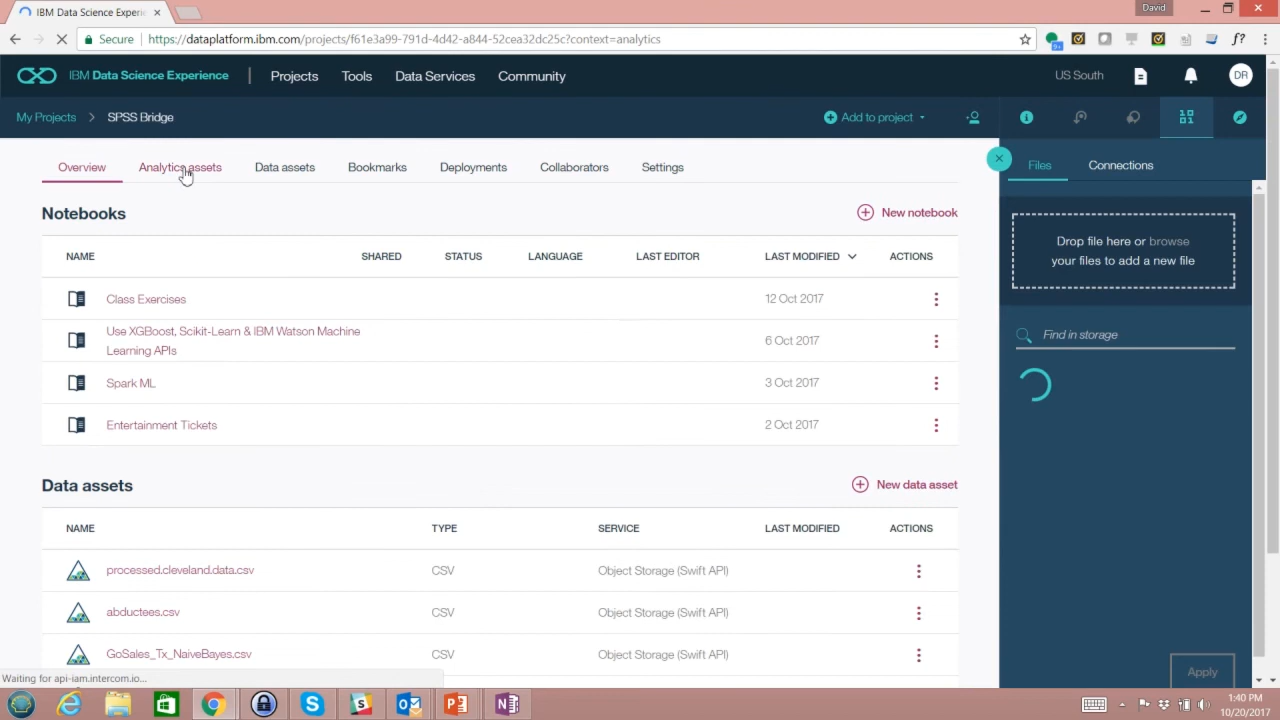 David
IBM Data Science Experie
Secure https://dataplatform.ibm.com/projects/f61e3a99-791d-4d42-a844-52cea32dc25c?context=analytics
9+
f?
IBM Data Science Experience
Projects
Tools
Data Services
Community
US South
DR
My Projects > SPSS Bridge
Add to project
Overview
Analytics assets
Data assets
Bookmarks
Deployments
Collaborators
Settings
Files
Connections
Notebooks
New notebook
Drop file here or browse
your files to add a new file
NAME SHARED STATUS LANGUAGE LAST EDITOR LAST MODIFIED ACTIONS
Class Exercises 12 Oct 2017
Find in storage
Use XGBoost, Scikit-Learn & IBM Watson Machine
Learning APIs
6 Oct 2017
Spark ML 3 Oct 2017
Entertainment Tickets 2 Oct 2017
Data assets
New data asset
NAME TYPE SERVICE LAST MODIFIED ACTIONS
processed.cleveland.data.csv CSV Object Storage (Swift API)
abductees.csv CSV Object Storage (Swift API)
GoSales_Tx_NaiveBayes.csv CSV Object Storage (Swift API)
Apply
Waiting for api-iam.intercom.io...
1:40 PM
10/20/2017